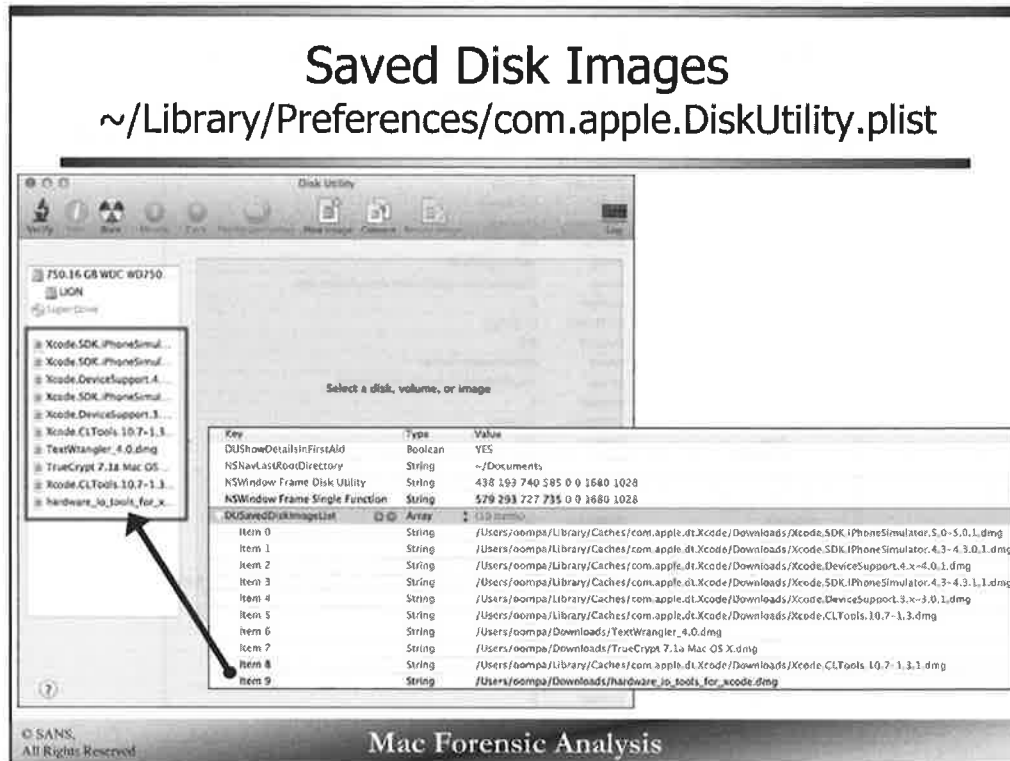 Saved Disk Images
~/Library/Preferences/com.apple.DiskUtility.plist
Disk Utility
Verify Info Burn Mount Eject New Image Convert Resize Image Log
750.16 GB WDC WD750
LION
SuperDrive
Xcode.SDK.iPhoneSimul...
Xcode.SDK.iPhoneSimul...
Xcode.DeviceSupport.4....
Xcode.SDK.iPhoneSimul...
Xcode.DeviceSupport.3....
Xcode.CLTools.10.7-1.3...
TextWrangler_4.0.dmg
TrueCrypt 7.1a Mac OS ...
Xcode.CLTools.10.7-1.3...
hardware_io_tools_for_x...
Select a disk, volume, or image
Key Type Value
DUShowDetailsInFirstAid Boolean YES
NSNavLastRootDirectory String ~/Documents
NSWindow Frame Disk Utility String 438 193 740 585 0 0 1680 1028
NSWindow Frame Single Function String 579 293 727 735 0 0 1680 1028
DUSavedDiskImageList Array (10 items)
Item 0 String /Users/oompa/Library/Caches/com.apple.dt.Xcode/Downloads/Xcode.SDK.iPhoneSimulator.5.0-5.0.1.dmg
Item 1 String /Users/oompa/Library/Caches/com.apple.dt.Xcode/Downloads/Xcode.SDK.iPhoneSimulator.4.3-4.3.0.1.dmg
Item 2 String /Users/oompa/Library/Caches/com.apple.dt.Xcode/Downloads/Xcode.DeviceSupport.4.x-4.0.1.dmg
Item 3 String /Users/oompa/Library/Caches/com.apple.dt.Xcode/Downloads/Xcode.SDK.iPhoneSimulator.4.3-4.3.1.1.dmg
Item 4 String /Users/oompa/Library/Caches/com.apple.dt.Xcode/Downloads/Xcode.DeviceSupport.3.x-3.0.1.dmg
Item 5 String /Users/oompa/Library/Caches/com.apple.dt.Xcode/Downloads/Xcode.CLTools.10.7-1.3.dmg
Item 6 String /Users/oompa/Downloads/TextWrangler_4.0.dmg
Item 7 String /Users/oompa/Downloads/TrueCrypt 7.1a Mac OS X.dmg
Item 8 String /Users/oompa/Library/Caches/com.apple.dt.Xcode/Downloads/Xcode.CLTools.10.7-1.3.1.dmg
Item 9 String /Users/oompa/Downloads/hardware_io_tools_for_xcode.dmg
?
© SANS,
All Rights Reserved
Mac Forensic Analysis